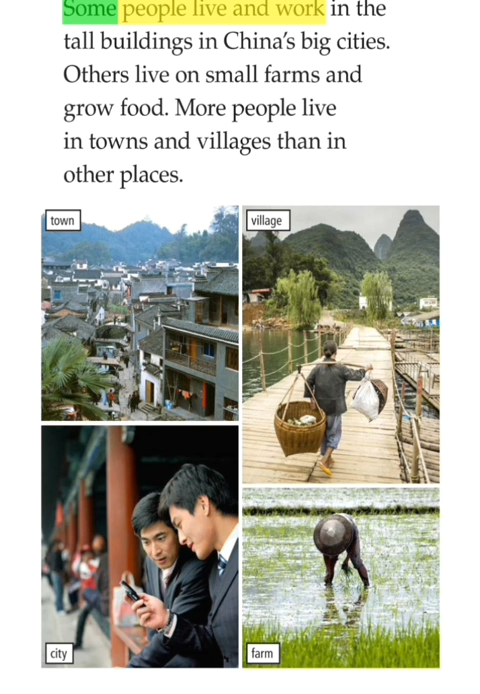 Some people live and work in the
tall buildings in China's big cities.
Others live on small farms and
grow food. More people live
in towns and villages than in
other places.
town
village
city
farm